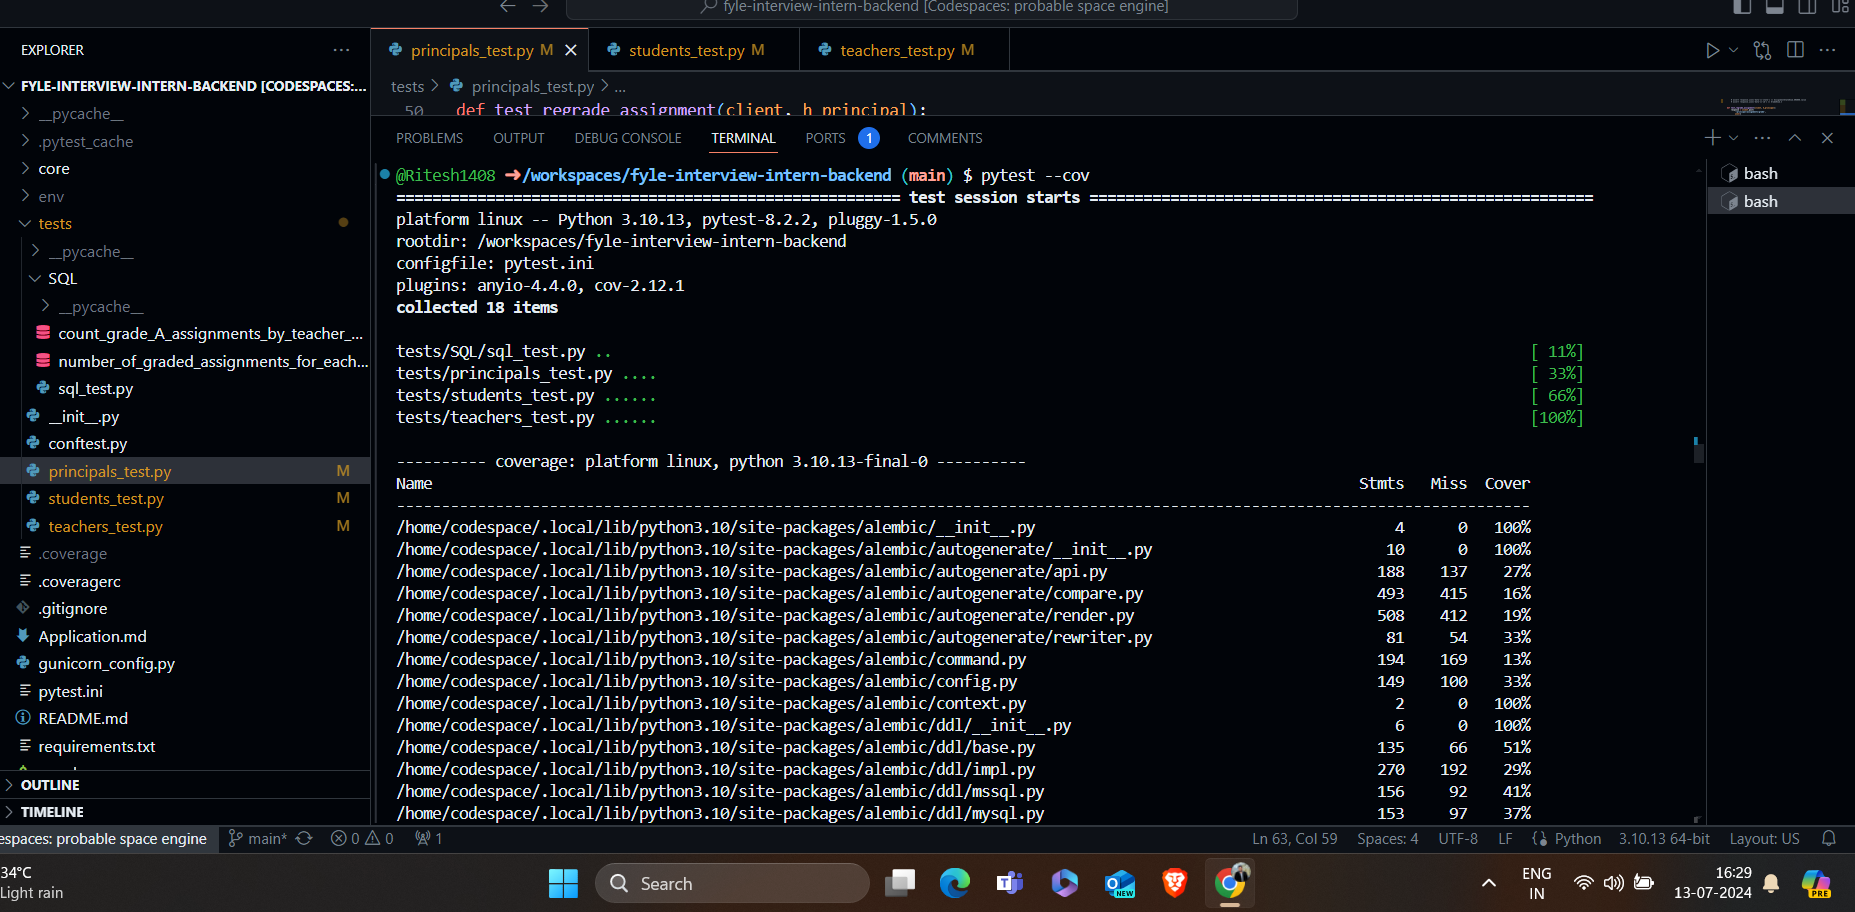 fyle-interview-intern-backend [Codespaces: probable space engine]
EXPLORER
FYLE-INTERVIEW-INTERN-BACKEND [CODESPACES:...
__pycache__
.pytest_cache
core
env
tests
__pycache__
SQL
__pycache__
count_grade_A_assignments_by_teacher_...
number_of_graded_assignments_for_each...
sql_test.py
__init__.py
conftest.py
principals_test.py M
students_test.py M
teachers_test.py M
.coverage
.coveragerc
.gitignore
Application.md
gunicorn_config.py
pytest.ini
README.md
requirements.txt
OUTLINE
TIMELINE
principals_test.py M
students_test.py M
teachers_test.py M
tests > principals_test.py > ...
50 def test_regrade_assignment(client, h_principal):
PROBLEMS OUTPUT DEBUG CONSOLE TERMINAL PORTS 1 COMMENTS
@Ritesh1408 ➜/workspaces/fyle-interview-intern-backend (main) $ pytest --cov
======================================================== test session starts ========================================================
platform linux -- Python 3.10.13, pytest-8.2.2, pluggy-1.5.0
rootdir: /workspaces/fyle-interview-intern-backend
configfile: pytest.ini
plugins: anyio-4.4.0, cov-2.12.1
collected 18 items
tests/SQL/sql_test.py .. [ 11%]
tests/principals_test.py .... [ 33%]
tests/students_test.py ...... [ 66%]
tests/teachers_test.py ...... [100%]
---------- coverage: platform linux, python 3.10.13-final-0 ----------
Name Stmts Miss Cover
/home/codespace/.local/lib/python3.10/site-packages/alembic/__init__.py 4 0 100%
/home/codespace/.local/lib/python3.10/site-packages/alembic/autogenerate/__init__.py 10 0 100%
/home/codespace/.local/lib/python3.10/site-packages/alembic/autogenerate/api.py 188 137 27%
/home/codespace/.local/lib/python3.10/site-packages/alembic/autogenerate/compare.py 493 415 16%
/home/codespace/.local/lib/python3.10/site-packages/alembic/autogenerate/render.py 508 412 19%
/home/codespace/.local/lib/python3.10/site-packages/alembic/autogenerate/rewriter.py 81 54 33%
/home/codespace/.local/lib/python3.10/site-packages/alembic/command.py 194 169 13%
/home/codespace/.local/lib/python3.10/site-packages/alembic/config.py 149 100 33%
/home/codespace/.local/lib/python3.10/site-packages/alembic/context.py 2 0 100%
/home/codespace/.local/lib/python3.10/site-packages/alembic/ddl/__init__.py 6 0 100%
/home/codespace/.local/lib/python3.10/site-packages/alembic/ddl/base.py 135 66 51%
/home/codespace/.local/lib/python3.10/site-packages/alembic/ddl/impl.py 270 192 29%
/home/codespace/.local/lib/python3.10/site-packages/alembic/ddl/mssql.py 156 92 41%
/home/codespace/.local/lib/python3.10/site-packages/alembic/ddl/mysql.py 153 97 37%
bash
bash
espaces: probable space engine main* 0 0 1 Ln 63, Col 59 Spaces: 4 UTF-8 LF Python 3.10.13 64-bit Layout: US
34°C
Light rain
Search
NEW
ENG
IN
16:29
13-07-2024
PRE